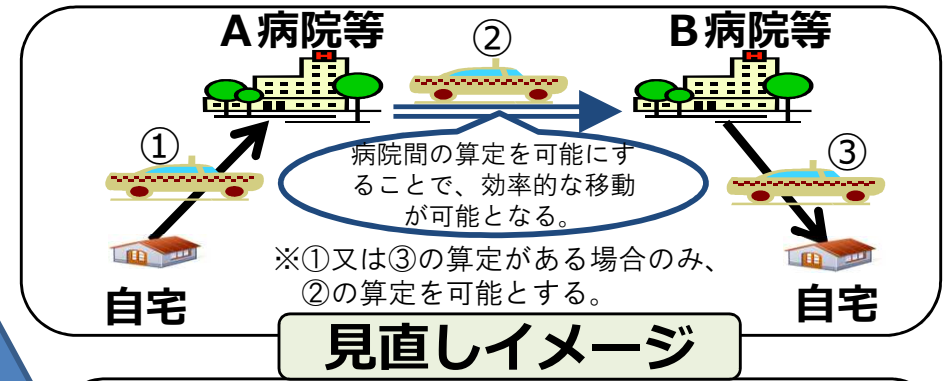 A病院等
②
B病院等
①
病院間の算定を可能にす
ることで、効率的な移動
が可能となる。
③
※①又は③の算定がある場合のみ、
②の算定を可能とする。
自宅
自宅
見直しイメージ